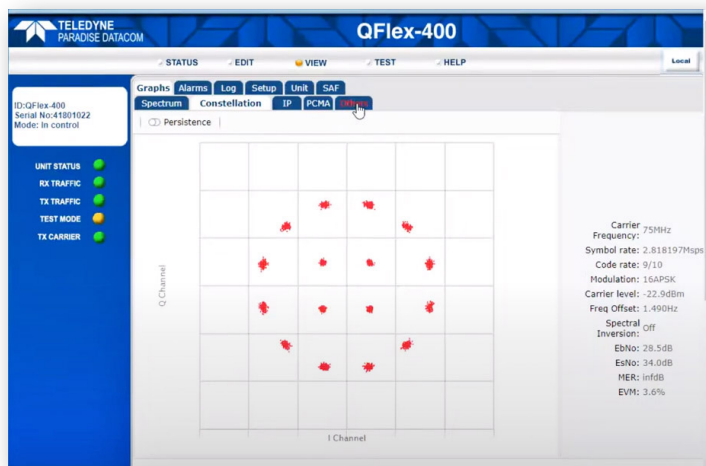 TELEDYNE
PARADISE DATACOM
QFlex-400
STATUS EDIT VIEW TEST HELP
Local
Graphs Alarms Log Setup Unit SAF
Spectrum Constellation IP PCMA
Persistence
ID:QFlex-400
Serial No:41801022
Mode: In control
UNIT STATUS
RX TRAFFIC
TX TRAFFIC
TEST MODE
TX CARRIER
Q Channel
I Channel
Carrier Frequency: 75MHz
Symbol rate: 2.818197Msps
Code rate: 9/10
Modulation: 16APSK
Carrier level: -22.9dBm
Freq Offset: 1.490Hz
Spectral Inversion: Off
EbNo: 28.5dB
EsNo: 34.0dB
MER: infdB
EVM: 3.6%